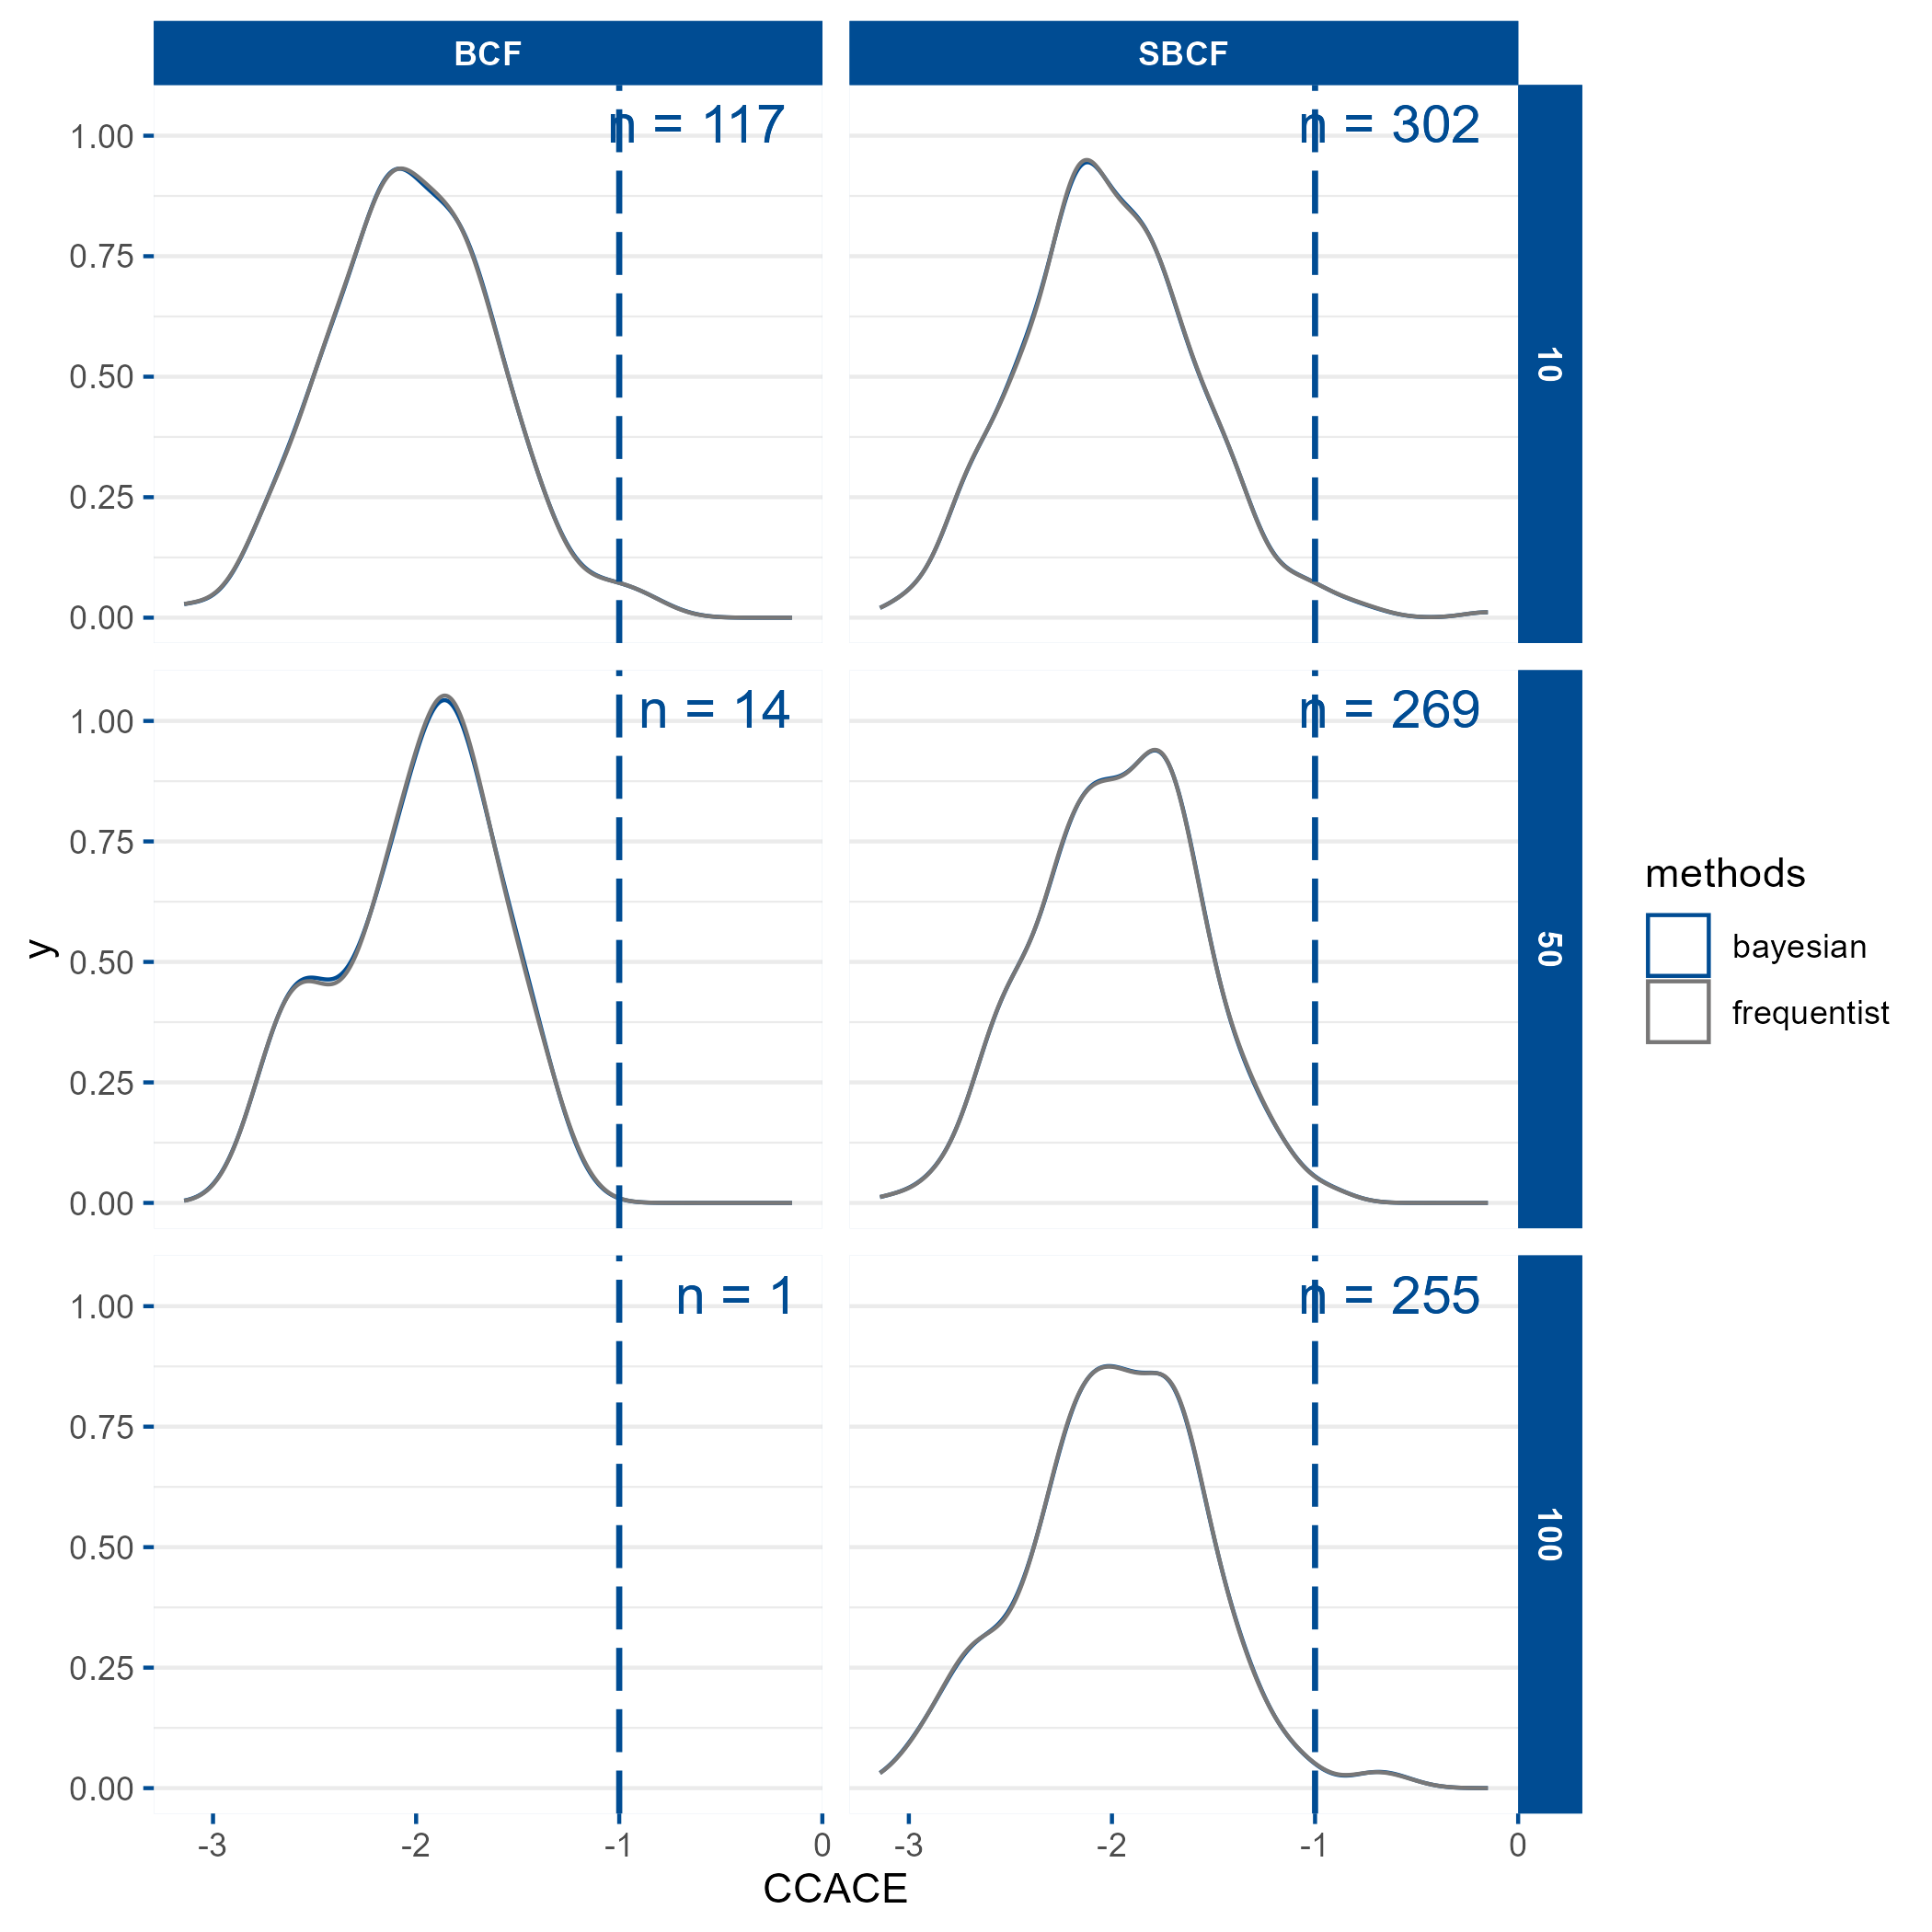 BCF
SBCF
n = 117
n = 302
1.00
0.75
0.50
0.25
0.00
10
n = 14
n = 269
1.00
0.75
0.50
0.25
0.00
50
n = 1
n = 255
1.00
0.75
0.50
0.25
0.00
100
y
-3
-2
-1
0
-3
-2
-1
0
CCACE
methods
bayesian
frequentist